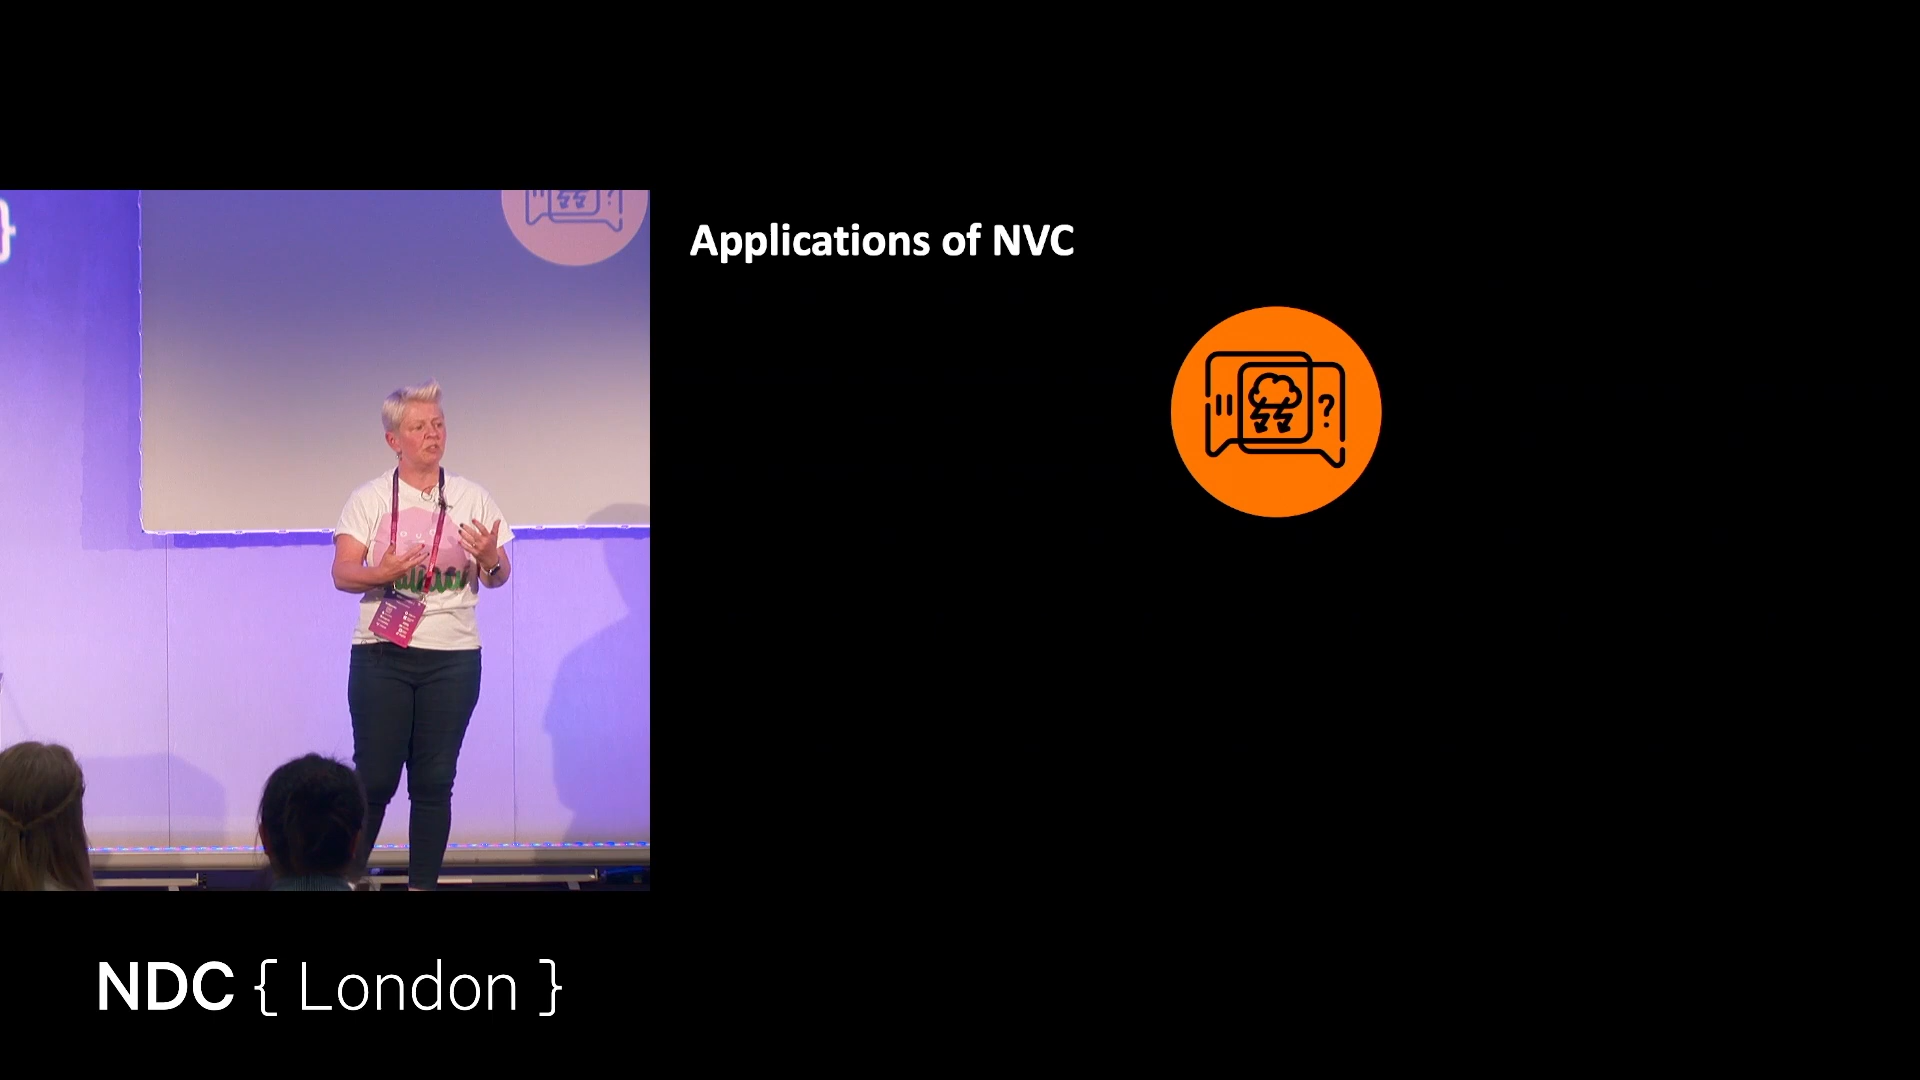 }
Applications of NVC
?
NDC { London }